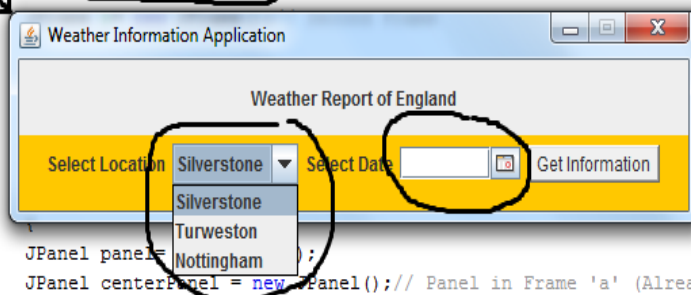 Weather Information Application
Weather Report of England
Select Location Silverstone Select Date Get Information
Silverstone
Turweston
Nottingham
JPanel panel= );
JPanel centerPanel = new JPanel();// Panel in Frame 'a' (Alrea